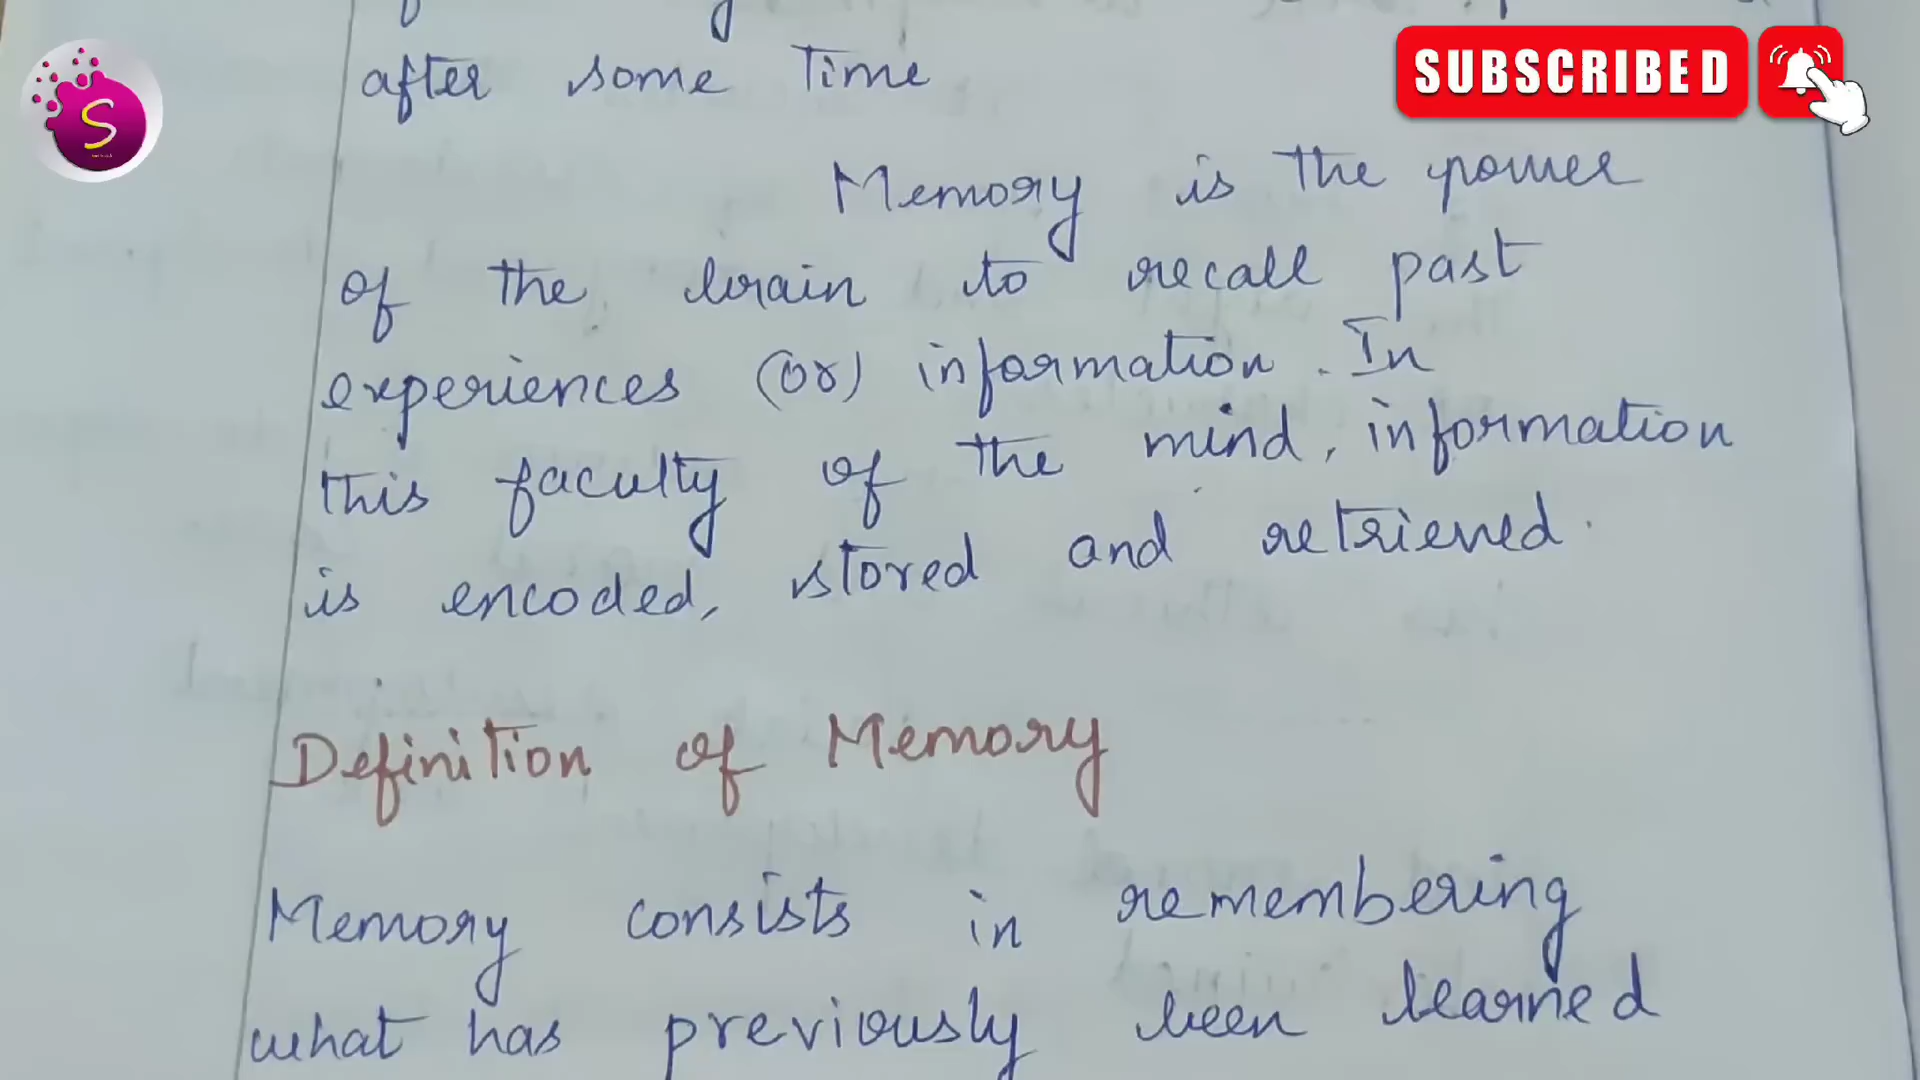 SUBSCRIBED
S
after some Time
Memory is the power
of the brain to recall past
experiences (or) information. In
this faculty of the mind, information
is encoded, stored and retrieved.
Definition of Memory
Memory consists in remembering
what has previously been learned